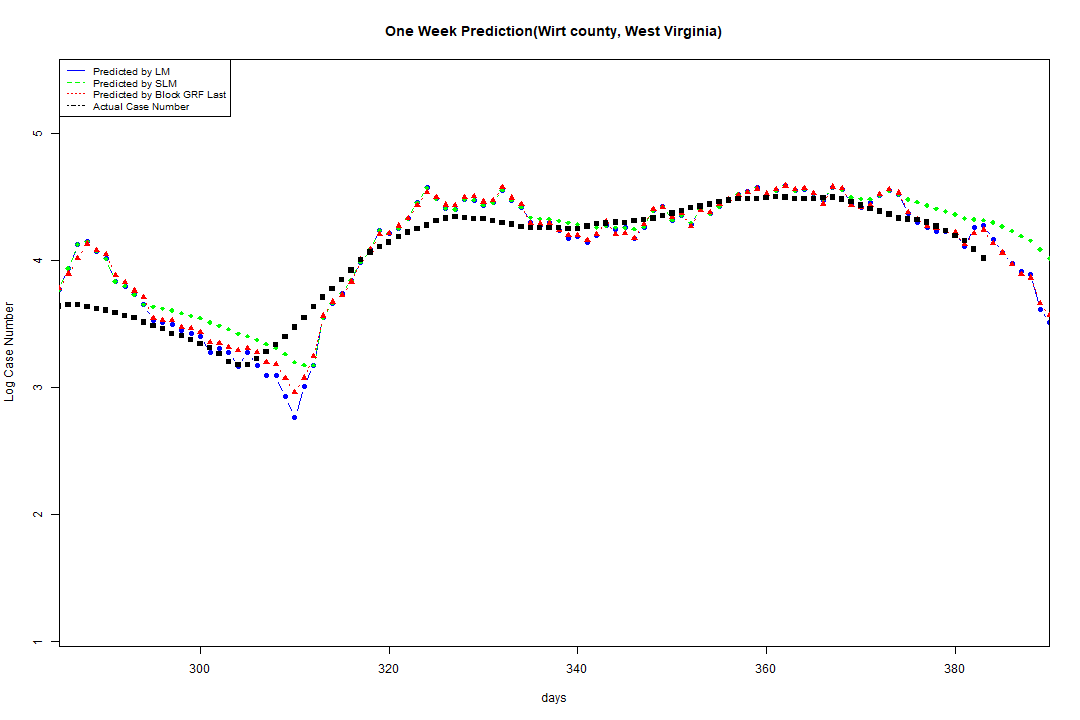 One Week Prediction(Wirt county, West Virginia)
Predicted by LM
Predicted by SLM
Predicted by Block GRF Last
Actual Case Number
5
4
3
2
1
Log Case Number
300 320 340 360 380
days